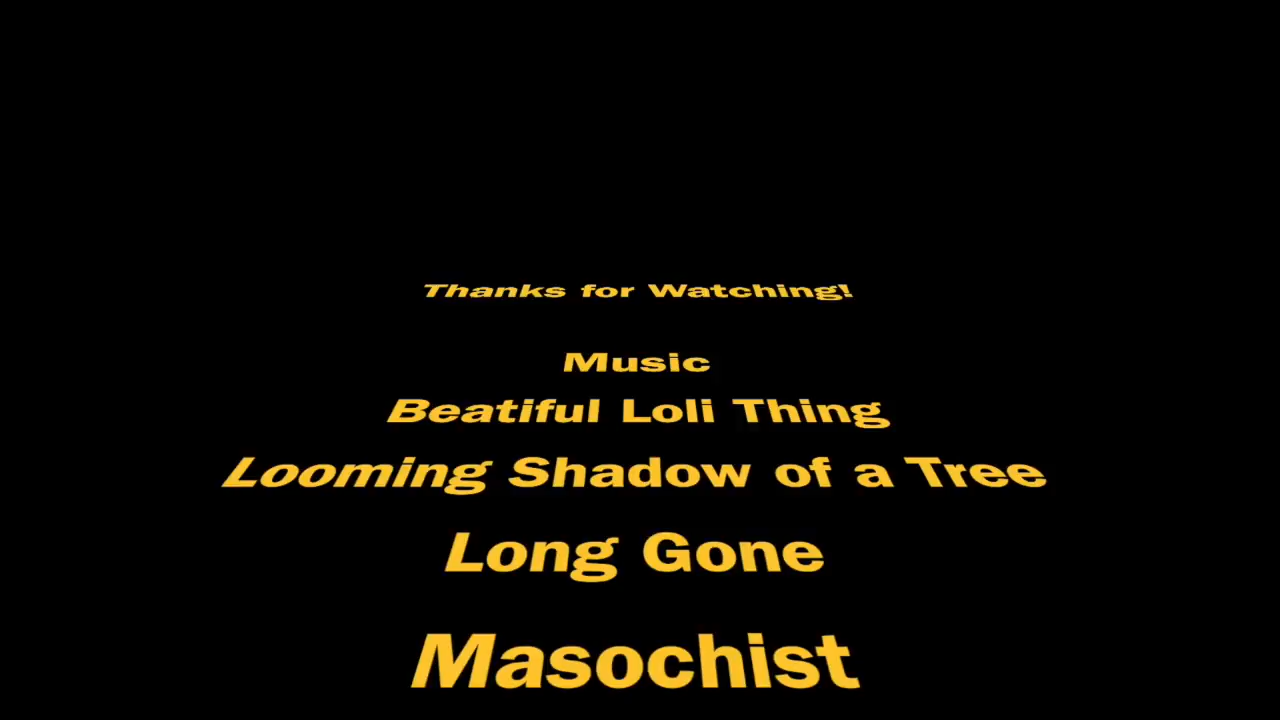 Thanks for Watching!
Music
Beatiful Loli Thing
Looming Shadow of a Tree
Long Gone
Masochist